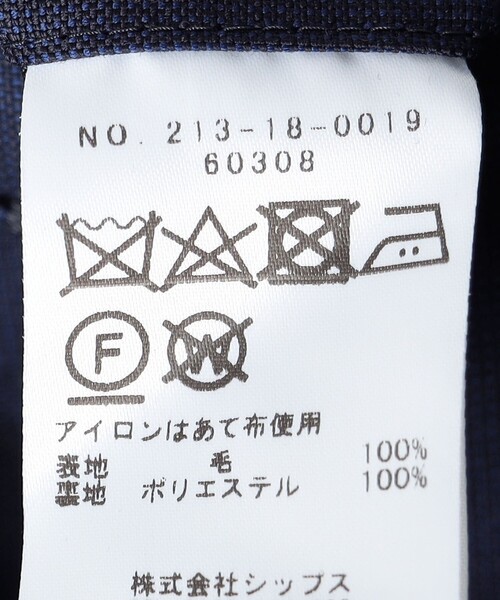 NO. 213-18-0019
60308
F W
アイロンはあて布使用
表地 毛 100%
裏地 ポリエステル 100%
株式会社シップス